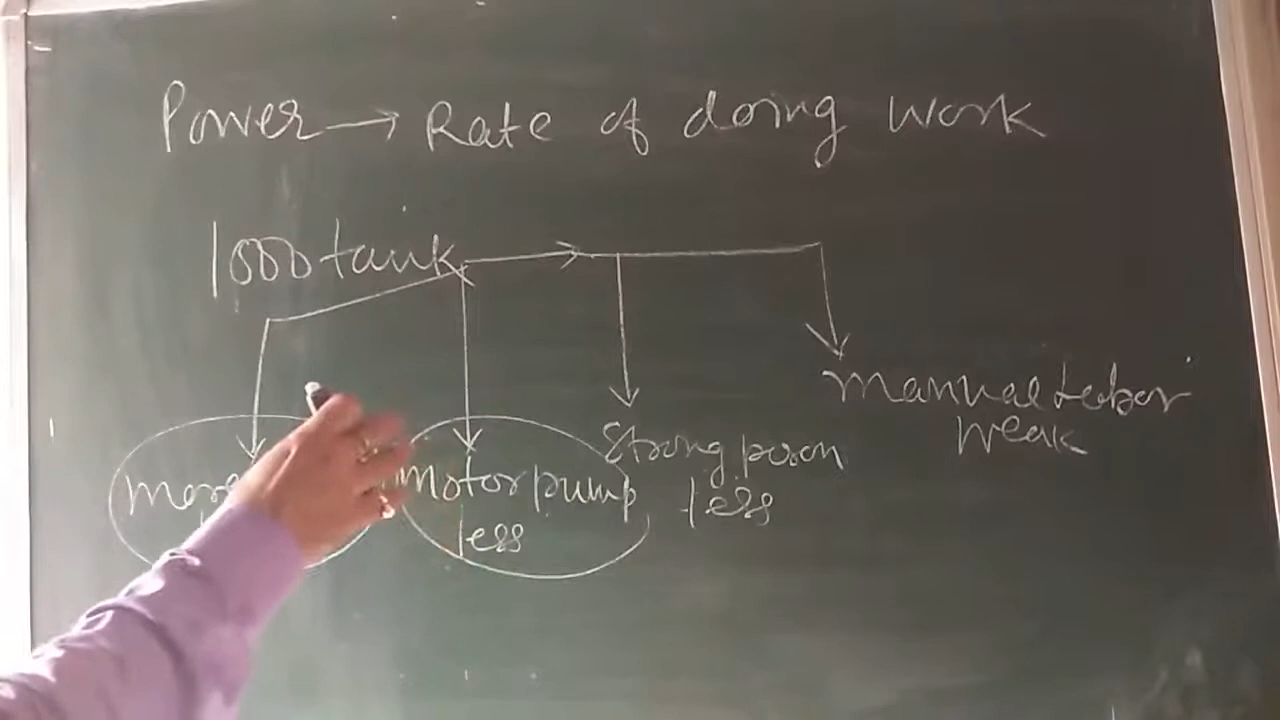 Power → Rate of doing work
1000 tank
Manual Labor
Weak
Strong person
less
motor pump
less